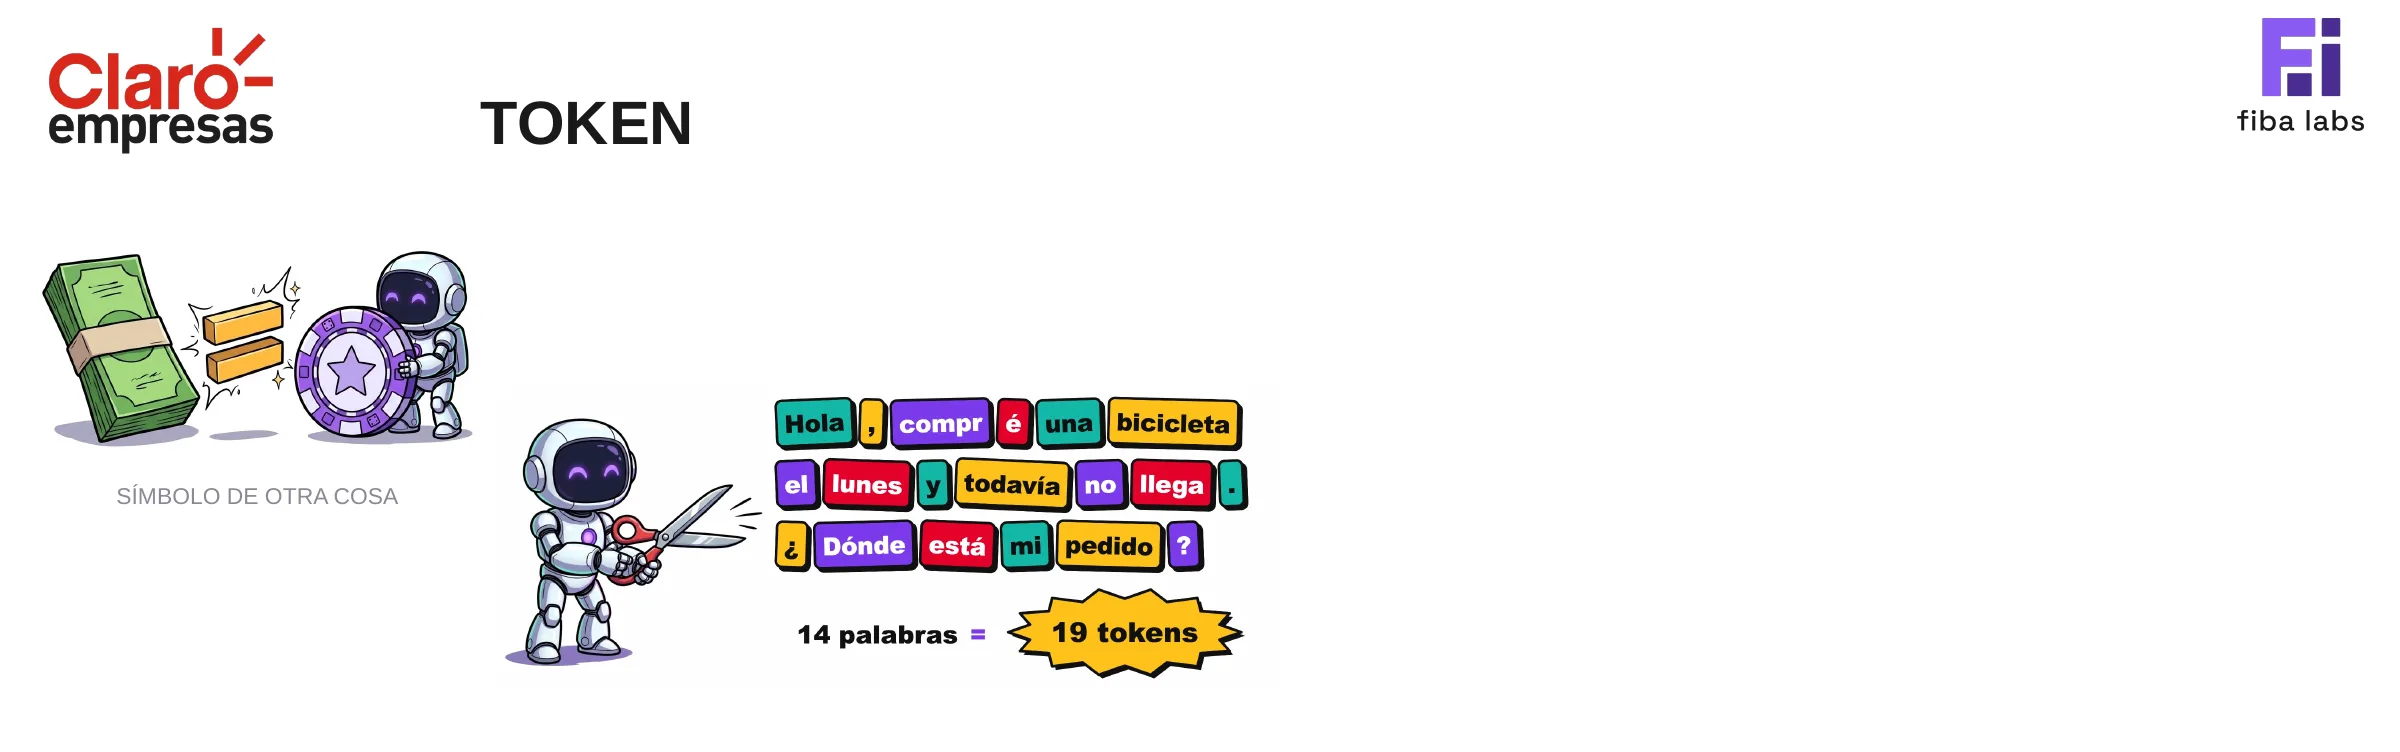 Claro
empresas
TOKEN
fiba labs
SÍMBOLO DE OTRA COSA
Hola , compr é una bicicleta
el lunes y todavía no llega .
¿ Dónde está mi pedido ?
14 palabras = 19 tokens